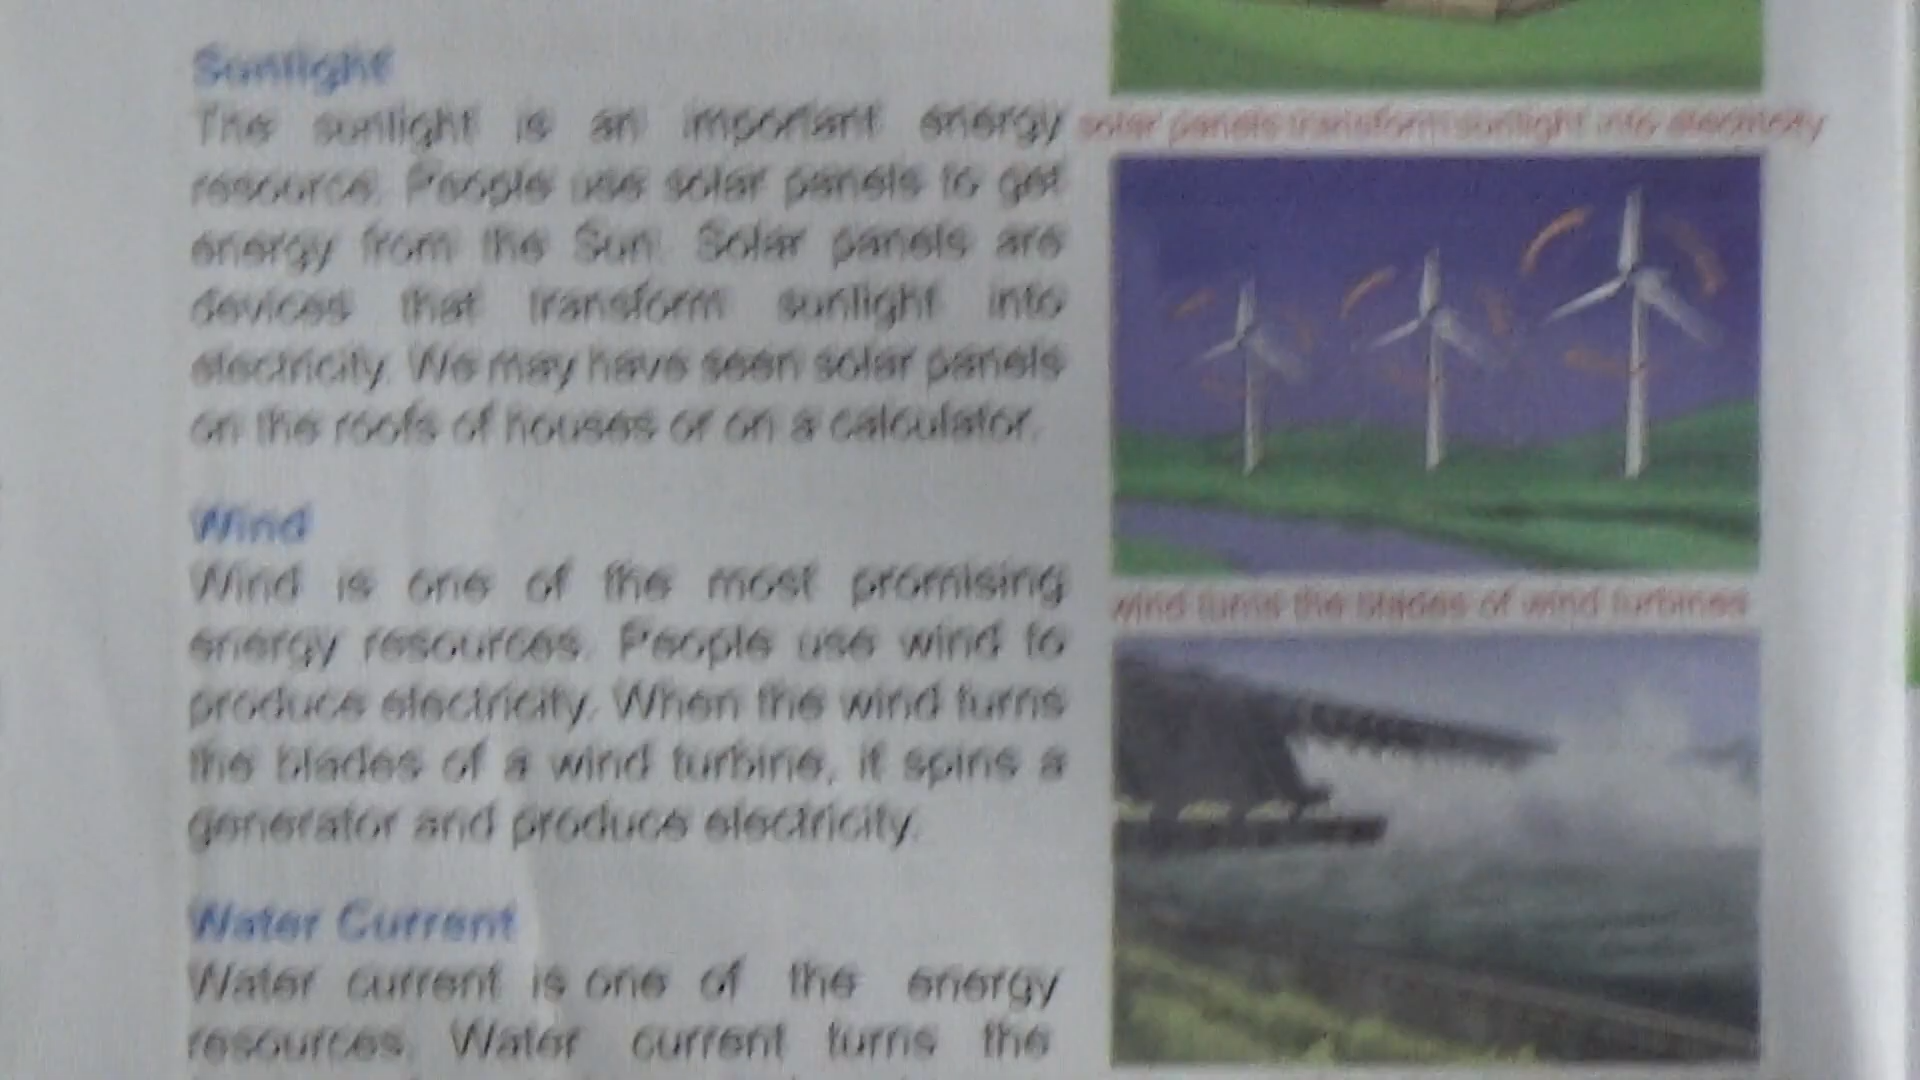 Sunlight
The sunlight is an important energy
resource. People use solar panels to get
energy from the Sun. Solar panels are
devices that transform sunlight into
electricity. We may have seen solar panels
on the roofs of houses or on a calculator.
solar panels transform sunlight into electricity
Wind
Wind is one of the most promising
energy resources. People use wind to
produce electricity. When the wind turns
the blades of a wind turbine, it spins a
generator and produce electricity.
wind turns the blades of wind turbines
Water Current
Water current is one of the energy
resources. Water current turns the